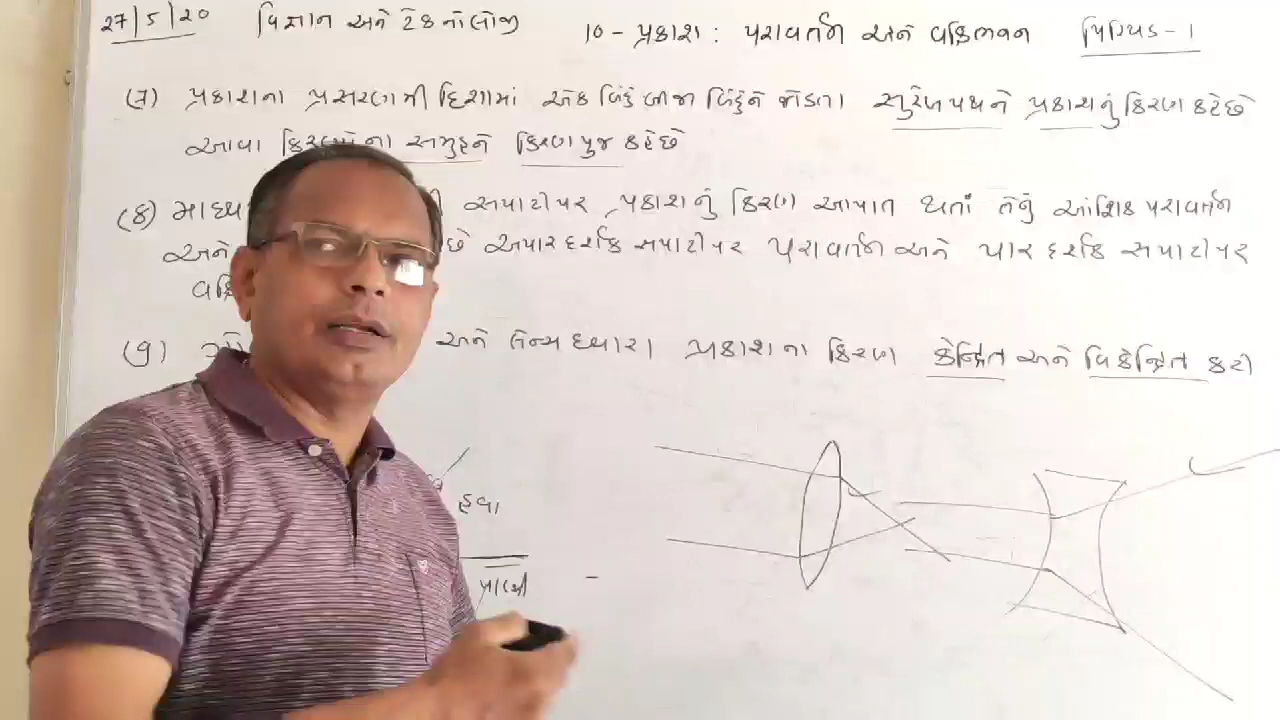 27/5/20 વિજ્ઞાન અને ટેકનોલોજી 10 - પ્રકાશ : પરાવર્તન અને વક્રિભવન પિરિયડ - 1
(7) પ્રકાશના પ્રસરણની દિશામાં એક બિંદુ બીજા બિંદુને જોડતા સુરેખપથને પ્રકાશનું કિરણ કહેછે
આવા કિરણોના સમુહને કિરણપુંજ કહેછે
(8) સપાટીપર પ્રકાશનું કિરણ આપાત થતાં તેનું આંશિક પરાવર્તન
અને છે અપારદર્શક સપાટીપર પરાવર્તન અને પારદર્શક સપાટીપર
(9) અને લેન્સ ધ્વારા પ્રકાશના કિરણ કેન્દ્રિત અને વિકેન્દ્રિત કરી
હવા
પાણી